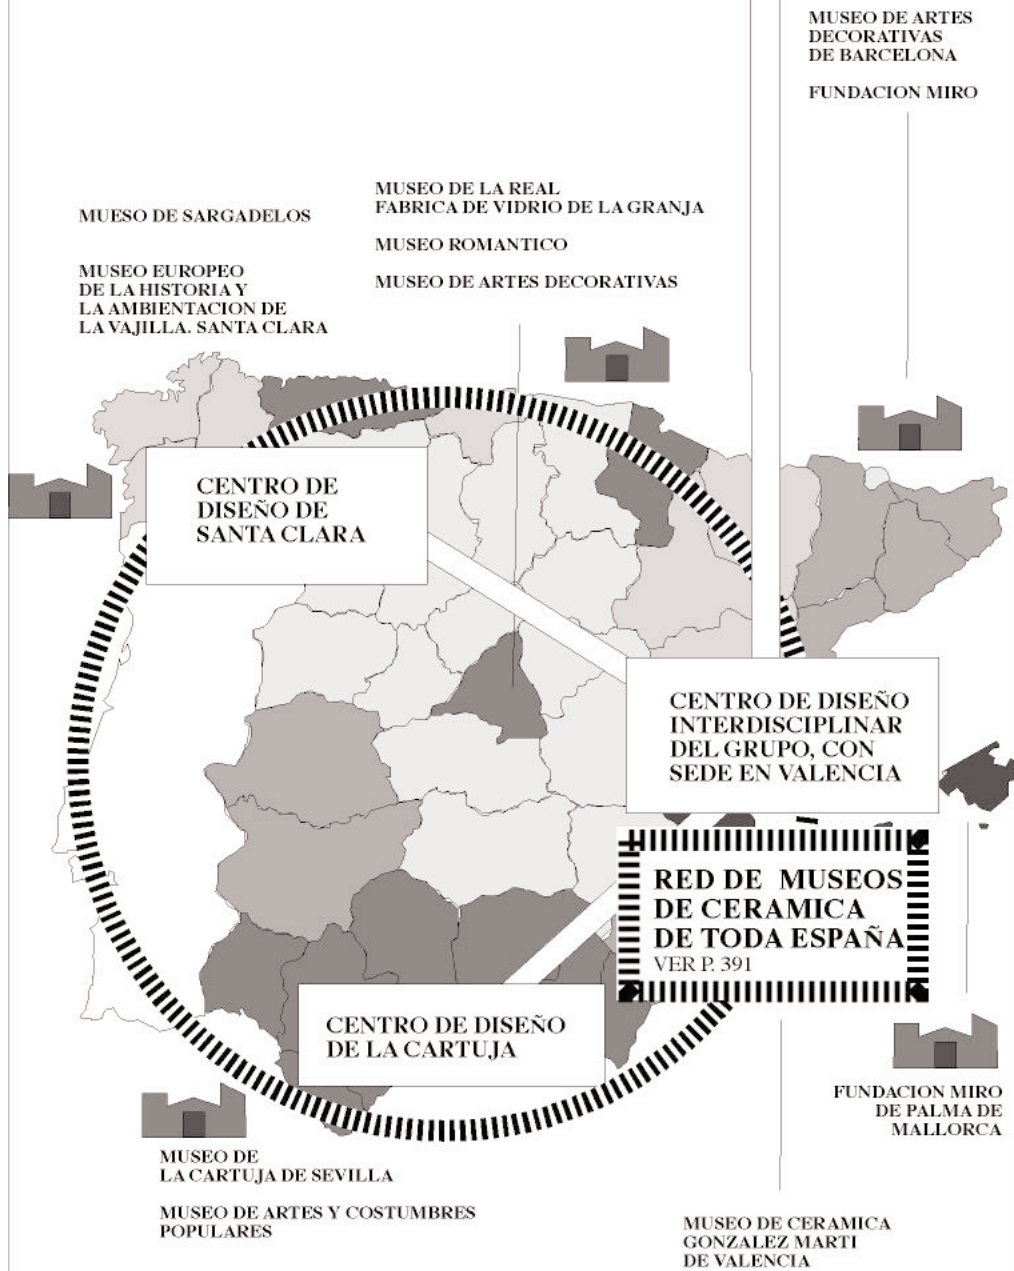 MUSEO DE ARTES
DECORATIVAS
DE BARCELONA
FUNDACION MIRO
MUSEO DE LA REAL
FABRICA DE VIDRIO DE LA GRANJA
MUSEO ROMANTICO
MUSEO DE ARTES DECORATIVAS
MUESO DE SARGADELOS
MUSEO EUROPEO
DE LA HISTORIA Y
LA AMBIENTACION DE
LA VAJILLA. SANTA CLARA
CENTRO DE
DISEÑO DE
SANTA CLARA
CENTRO DE DISEÑO
INTERDISCIPLINAR
DEL GRUPO, CON
SEDE EN VALENCIA
RED DE MUSEOS
DE CERAMICA
DE TODA ESPAÑA
VER P. 391
CENTRO DE DISEÑO
DE LA CARTUJA
FUNDACION MIRO
DE PALMA DE
MALLORCA
MUSEO DE
LA CARTUJA DE SEVILLA
MUSEO DE ARTES Y COSTUMBRES
POPULARES
MUSEO DE CERAMICA
GONZALEZ MARTI
DE VALENCIA